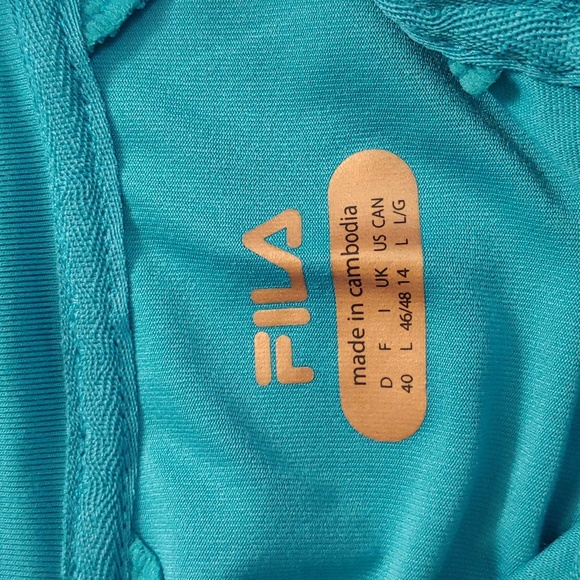 FILA
made in cambodia
D F I UK US CAN
40 L 46/48 14 L L/G